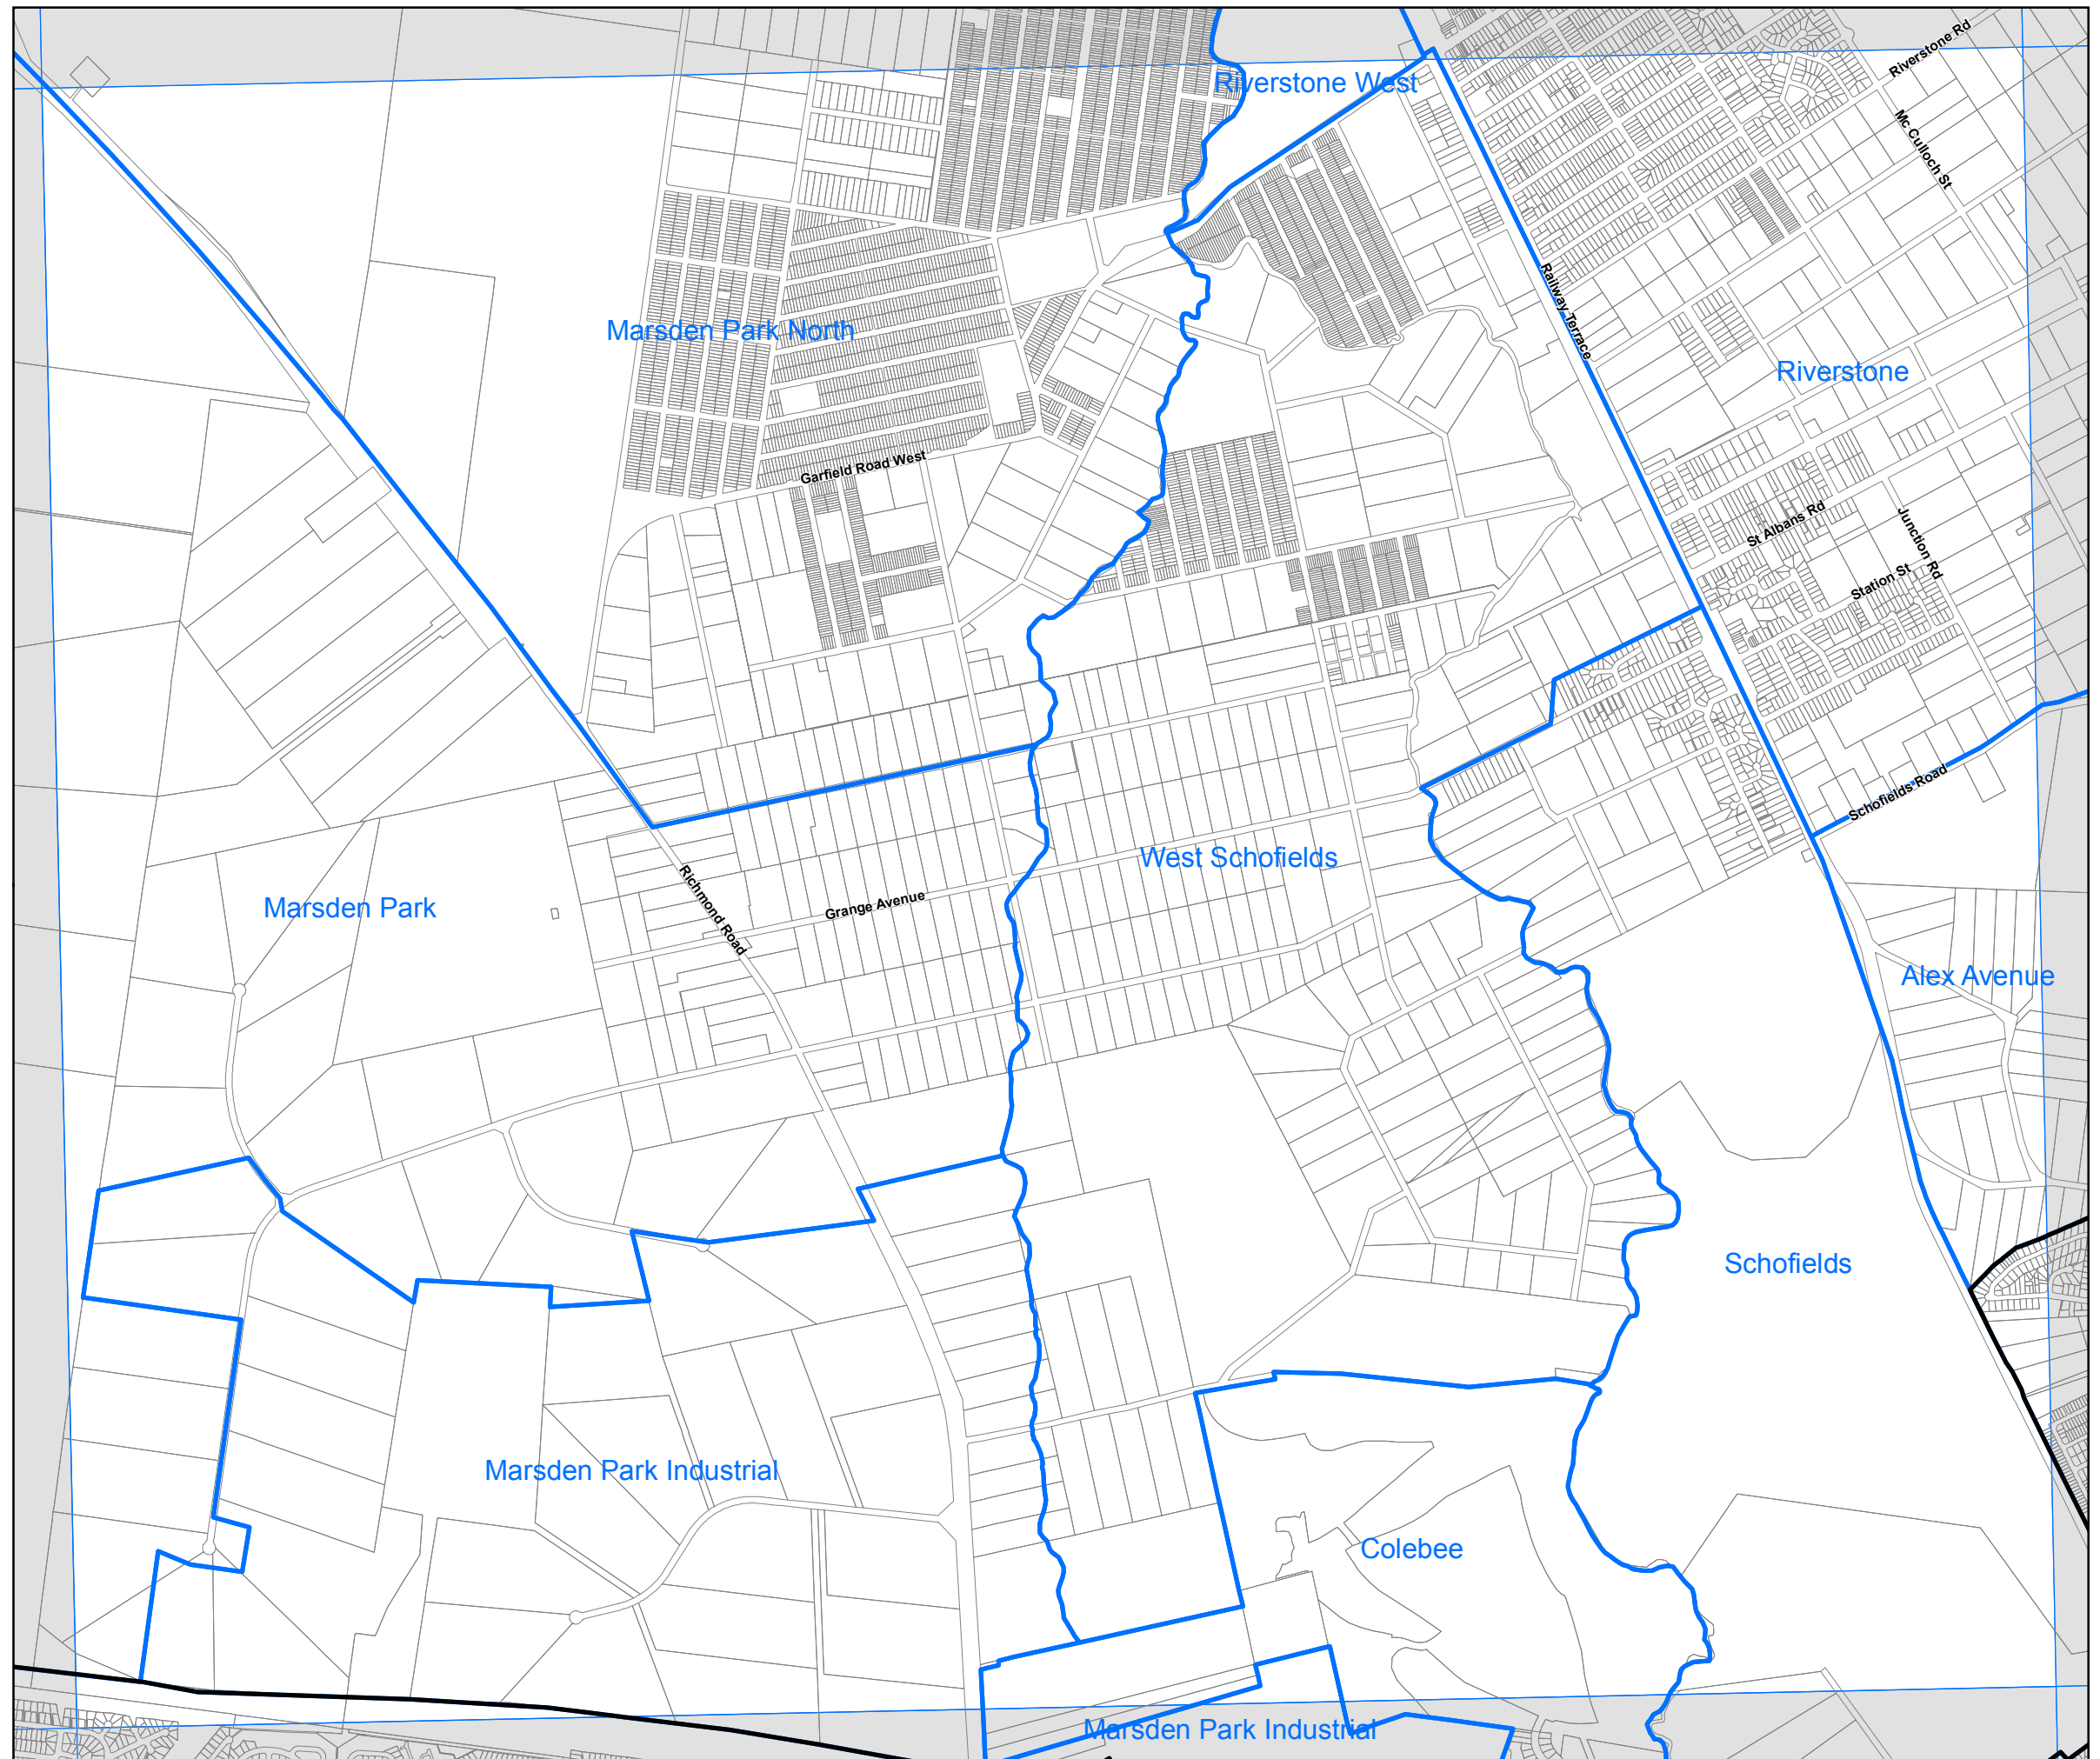 Riverstone Rd
Riverstone West
Mc Culloch St
Railway Terrace
Marsden Park North
Riverstone
Garfield Road West
St Albans Rd
Junction Rd
Station St
Schofields Road
West Schofields
Richmond Road
Grange Avenue
Marsden Park
Alex Avenue
Schofields
Marsden Park Industrial
Colebee
Marsden Park Industrial